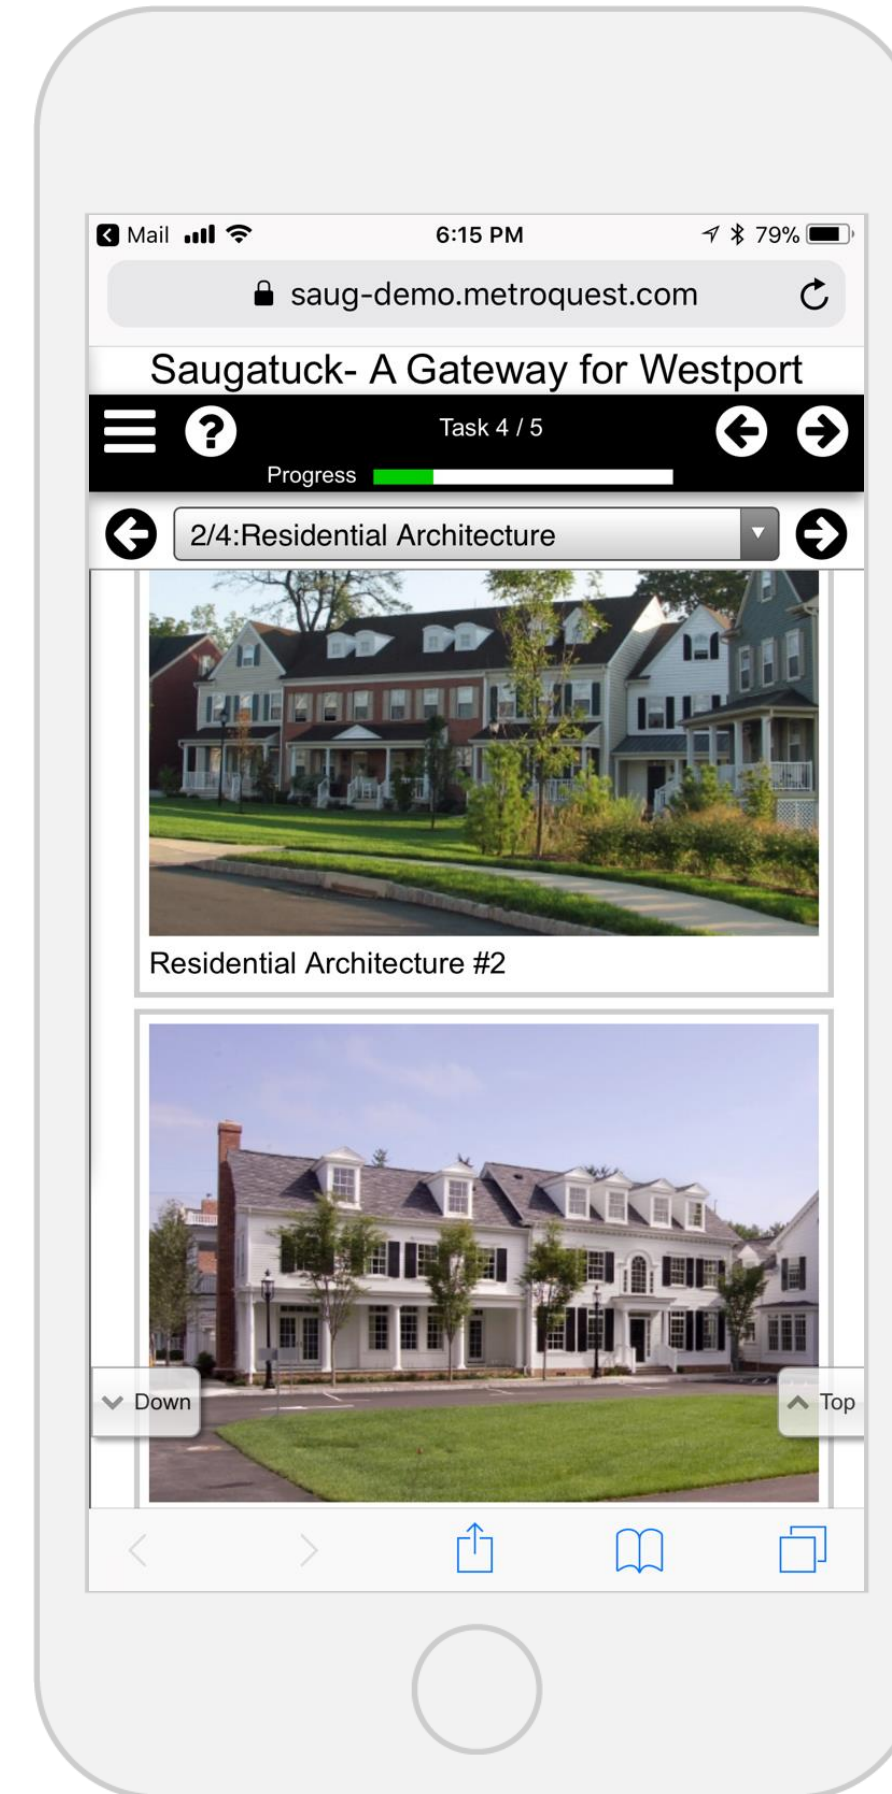 Mail 6:15 PM 79%
saug-demo.metroquest.com
Saugatuck- A Gateway for Westport
? Task 4 / 5
Progress
2/4:Residential Architecture
Residential Architecture #2
Down Top